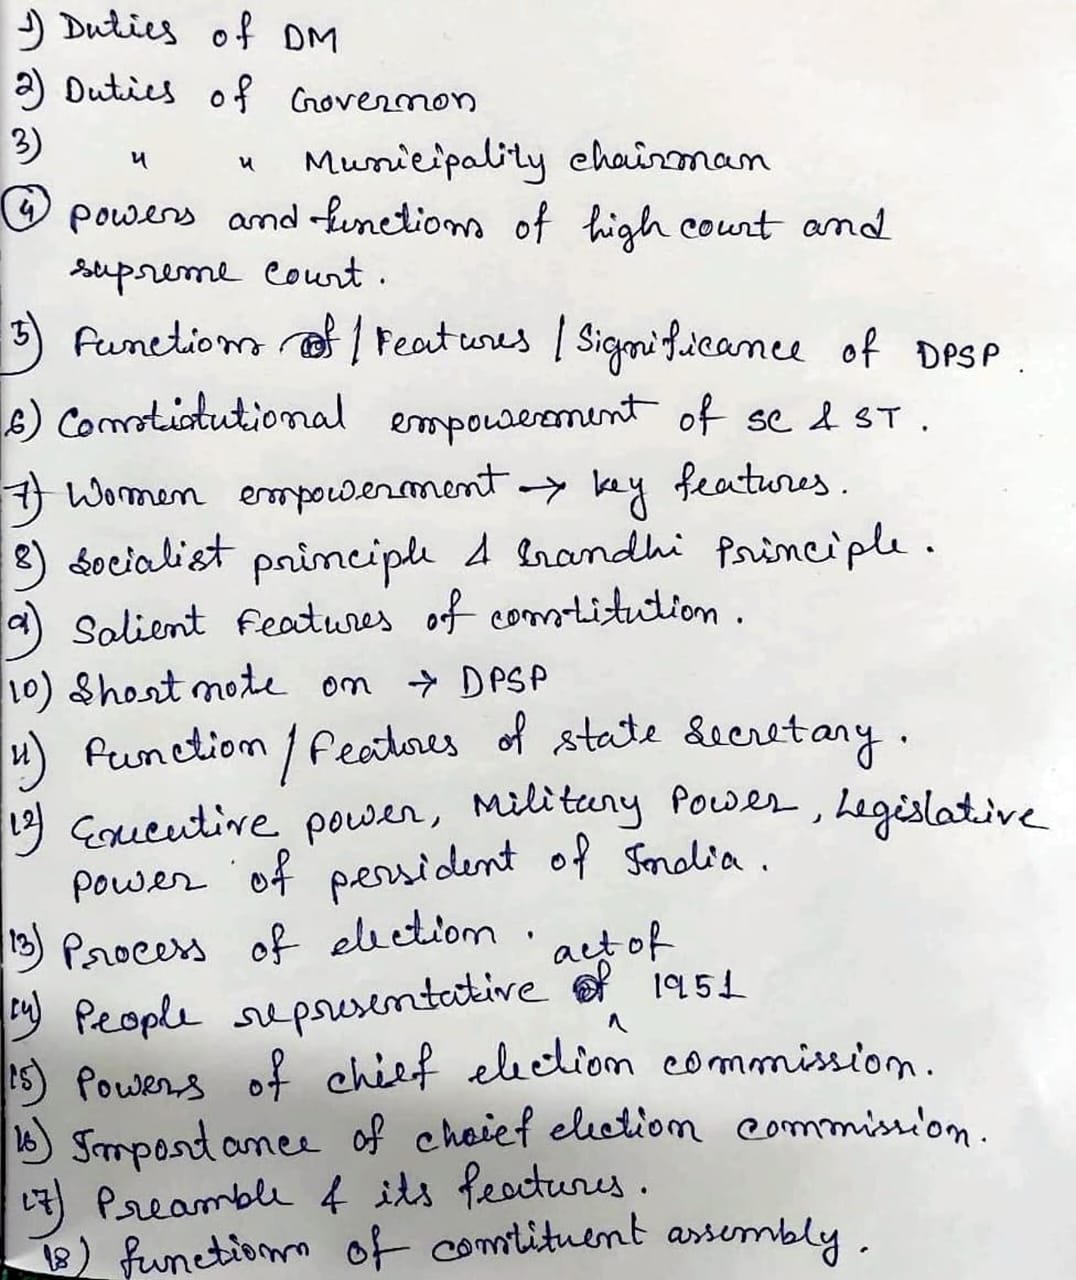 1) Duties of DM
2) Duties of Governor
3) " " Municipality chairman
4) powers and functions of high court and
supreme court.
5) Functions of / Features / Significance of DPSP.
6) Constiotutional empowerment of SC & ST.
7) Women empowerment → key features.
8) Socialist principle & Grandhi Principle.
9) Salient Features of constitution.
10) Short note on → DPSP
11) Function / Features of state Secretary.
12) Executive power, Military Power, Legislative
power of persident of India.
13) Process of election.
14) People representative act of 1951
15) Powers of chief election commission.
16) Importance of choief election commission.
17) Preamble & its features.
18) functions of constituent assembly.